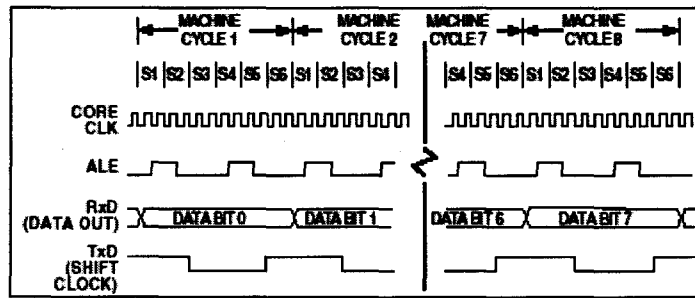 MACHINE CYCLE 1 MACHINE CYCLE 2 MACHINE CYCLE 7 MACHINE CYCLE 8
S1 S2 S3 S4 S5 S6 S1 S2 S3 S4 S4 S5 S6 S1 S2 S3 S4 S5 S6
CORE CLK
ALE
RxD (DATA OUT) DATA BIT 0 DATA BIT 1 DATA BIT 6 DATA BIT 7
TxD (SHIFT CLOCK)